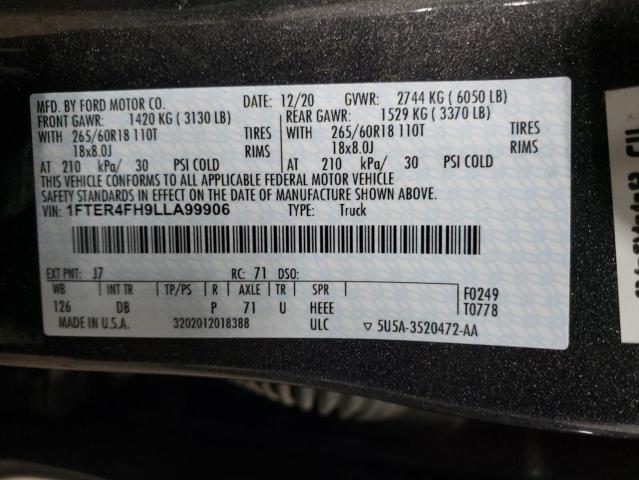 MFD. BY FORD MOTOR CO. DATE: 12/20 GVWR: 2744 KG ( 6050 LB)
FRONT GAWR: 1420 KG ( 3130 LB) REAR GAWR: 1529 KG ( 3370 LB)
WITH 265/60R18 110T TIRES WITH 265/60R18 110T TIRES
18x8.0J RIMS 18x8.0J RIMS
AT 210 kPa/ 30 PSI COLD AT 210 kPa/ 30 PSI COLD
THIS VEHICLE CONFORMS TO ALL APPLICABLE FEDERAL MOTOR VEHICLE
SAFETY STANDARDS IN EFFECT ON THE DATE OF MANUFACTURE SHOWN ABOVE.
VIN: 1FTER4FH9LLA99906 TYPE: Truck
EXT PNT: J7 RC: 71 DSO:
WB INT TR TP/PS R AXLE TR SPR F0249
126 DB P 71 U HEEE T0778
MADE IN U.S.A. 3202012018388 ULC ▽ 5U5A-3520472-AA